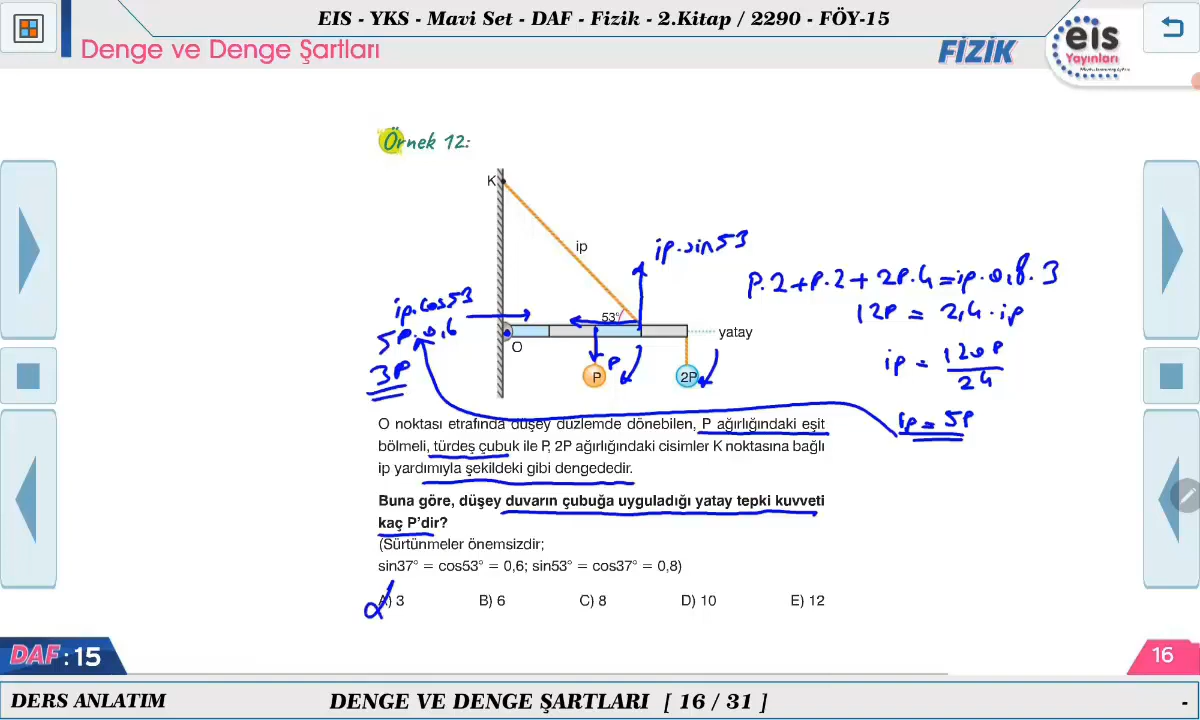 EIS - YKS - Mavi Set - DAF - Fizik - 2.Kitap / 2290 - FÖY-15
Denge ve Denge Şartları
FİZİK
eis
Yayınları
Örnek 12:
K
ip
ip.sin53
P.2+P.2+2P.4=ip.0,8.3
ip.cos53
53°
12P = 2,4.ip
5P.0,6
yatay
O
ip = 120P
24
P
P
2P
3P
ip = 5P
O noktası etrafında düşey düzlemde dönebilen, P ağırlığındaki eşit
bölmeli, türdeş çubuk ile P, 2P ağırlığındaki cisimler K noktasına bağlı
ip yardımıyla şekildeki gibi dengededir.
Buna göre, düşey duvarın çubuğa uyguladığı yatay tepki kuvveti
kaç P'dir?
(Sürtünmeler önemsizdir;
sin37° = cos53° = 0,6; sin53° = cos37° = 0,8)
A) 3 B) 6 C) 8 D) 10 E) 12
DAF : 15
16
DERS ANLATIM DENGE VE DENGE ŞARTLARI [ 16 / 31 ] -